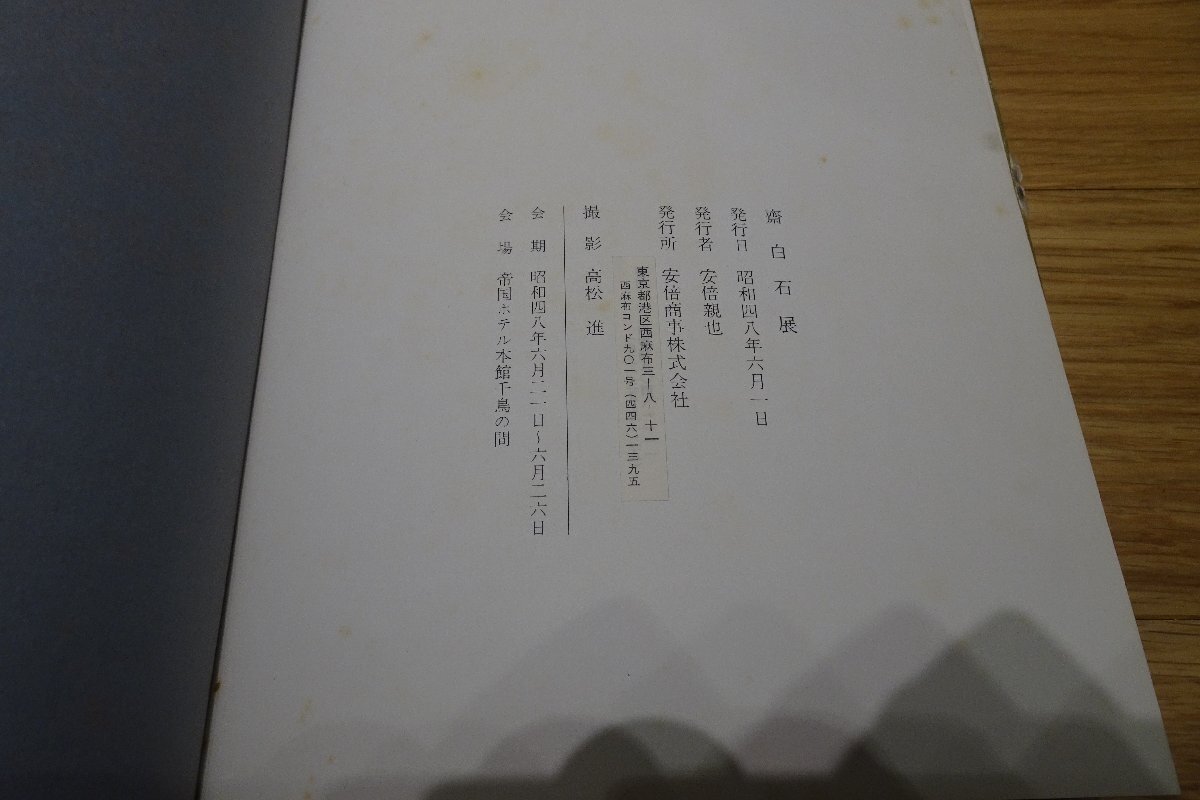 齋白石展
発行日 昭和四八年六月一日
発行者 安倍親也
発行所 安倍商事株式会社
東京都港区西麻布三ー八ー十一
西麻布コンド九〇一号(四四六)一三九五
撮影 高松進
会期 昭和四八年六月二一日~六月二六日
会場 帝国ホテル本館千鳥の間